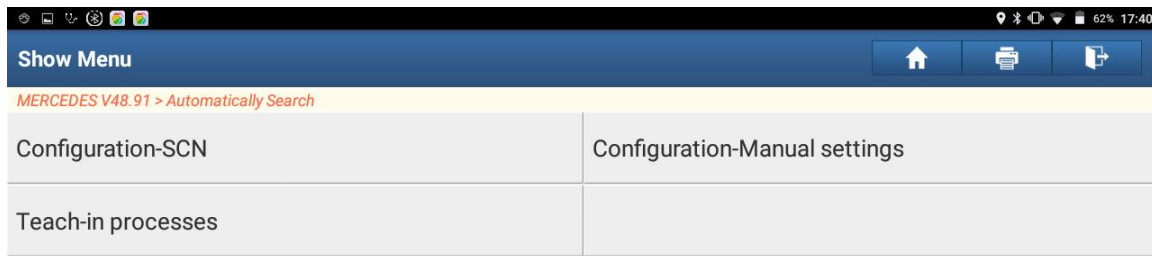 62% 17:40
Show Menu
MERCEDES V48.91 > Automatically Search
Configuration-SCN
Configuration-Manual settings
Teach-in processes